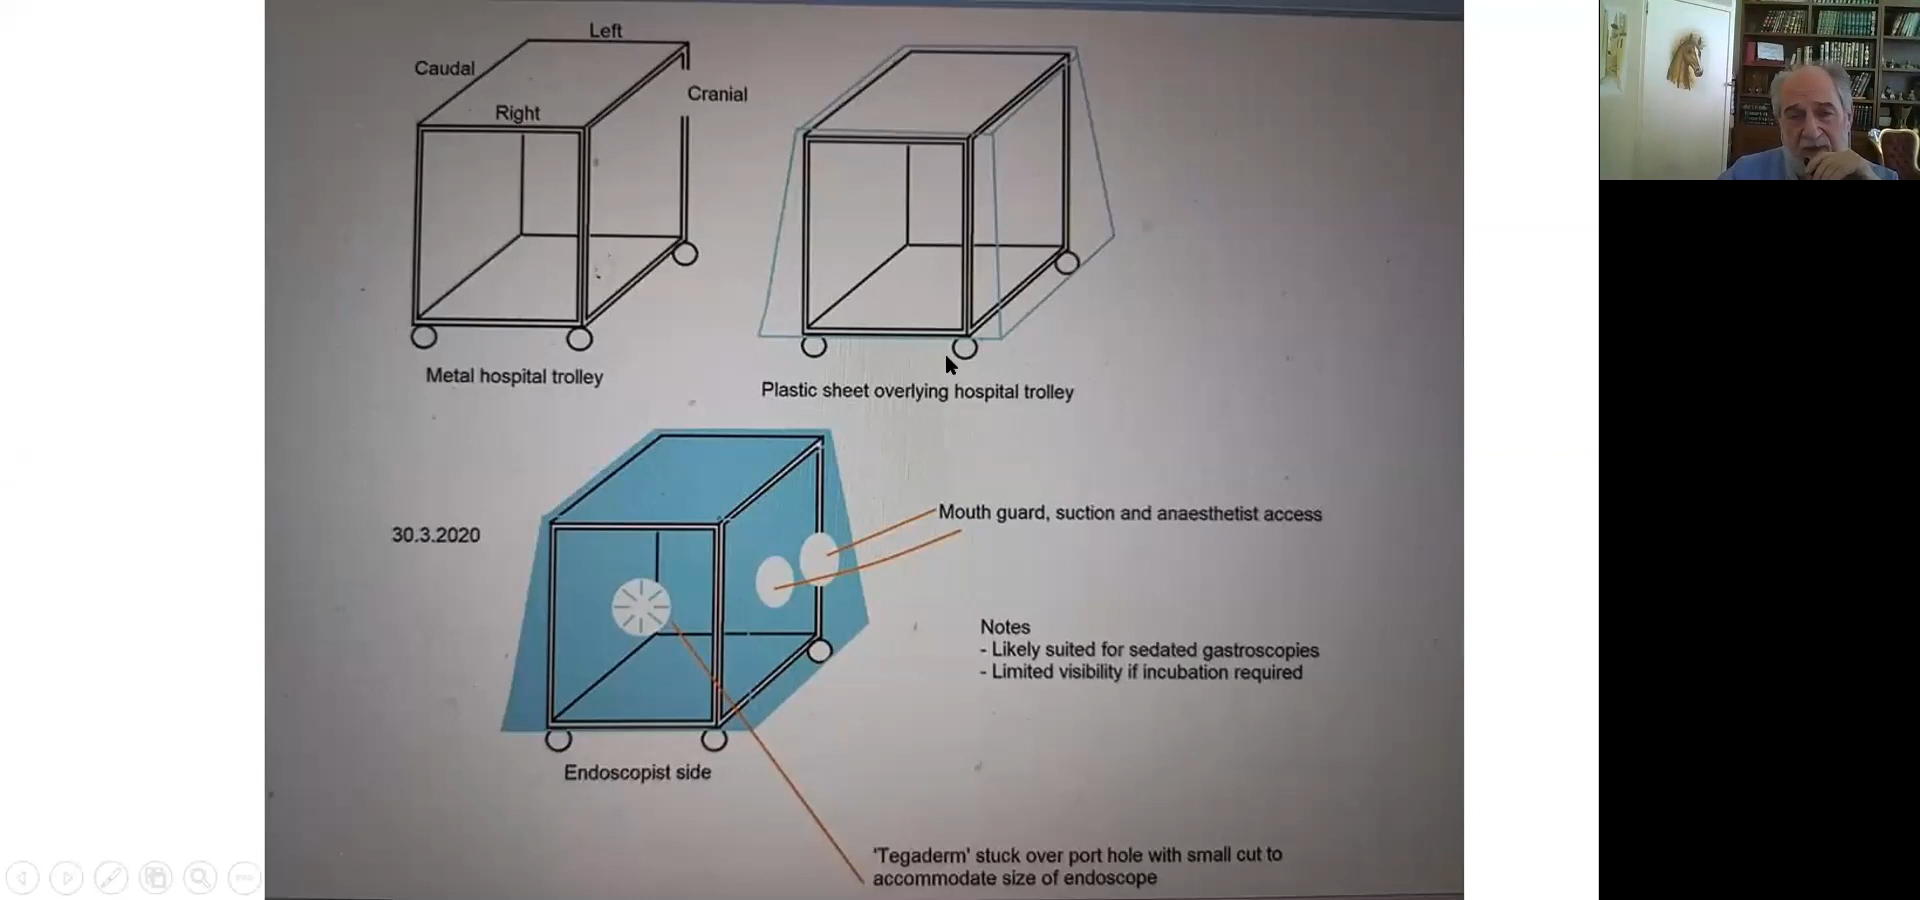 Left
Caudal
Cranial
Right
Metal hospital trolley
Plastic sheet overlying hospital trolley
30.3.2020
Mouth guard, suction and anaesthetist access
Notes
- Likely suited for sedated gastroscopies
- Limited visibility if incubation required
Endoscopist side
'Tegaderm' stuck over port hole with small cut to
accommodate size of endoscope